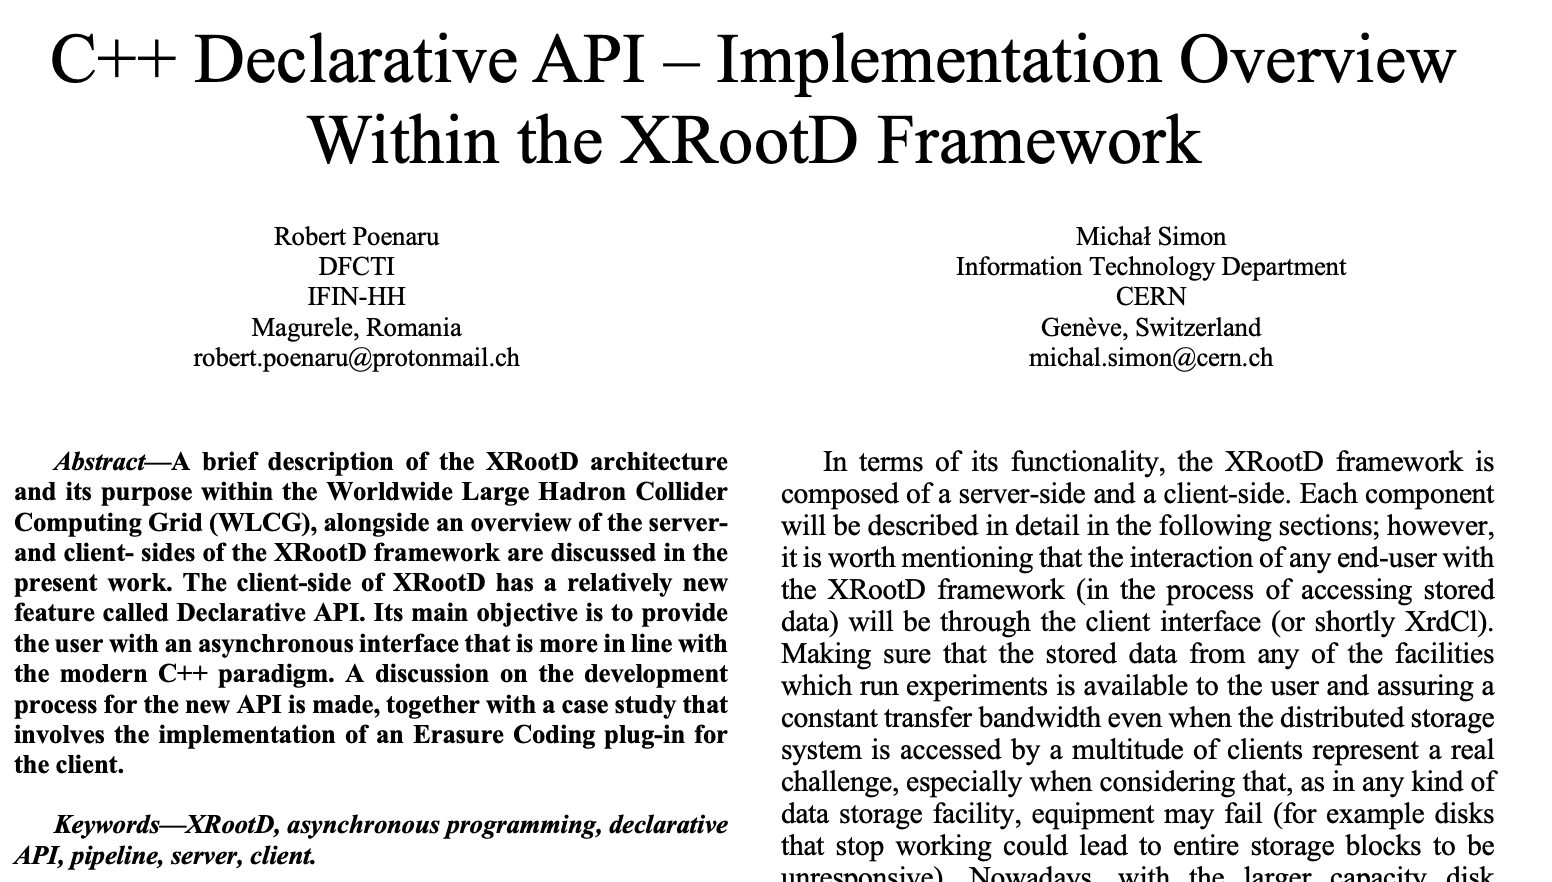 C++ Declarative API – Implementation Overview
Within the XRootD Framework
Robert Poenaru
DFCTI
IFIN-HH
Magurele, Romania
robert.poenaru@protonmail.ch
Michał Simon
Information Technology Department
CERN
Genève, Switzerland
michal.simon@cern.ch
Abstract—A brief description of the XRootD architecture
and its purpose within the Worldwide Large Hadron Collider
Computing Grid (WLCG), alongside an overview of the server-
and client- sides of the XRootD framework are discussed in the
present work. The client-side of XRootD has a relatively new
feature called Declarative API. Its main objective is to provide
the user with an asynchronous interface that is more in line with
the modern C++ paradigm. A discussion on the development
process for the new API is made, together with a case study that
involves the implementation of an Erasure Coding plug-in for
the client.
Keywords—XRootD, asynchronous programming, declarative
API, pipeline, server, client.
In terms of its functionality, the XRootD framework is
composed of a server-side and a client-side. Each component
will be described in detail in the following sections; however,
it is worth mentioning that the interaction of any end-user with
the XRootD framework (in the process of accessing stored
data) will be through the client interface (or shortly XrdCl).
Making sure that the stored data from any of the facilities
which run experiments is available to the user and assuring a
constant transfer bandwidth even when the distributed storage
system is accessed by a multitude of clients represent a real
challenge, especially when considering that, as in any kind of
data storage facility, equipment may fail (for example disks
that stop working could lead to entire storage blocks to be
unresponsive). Nowadays, with the larger capacity disk